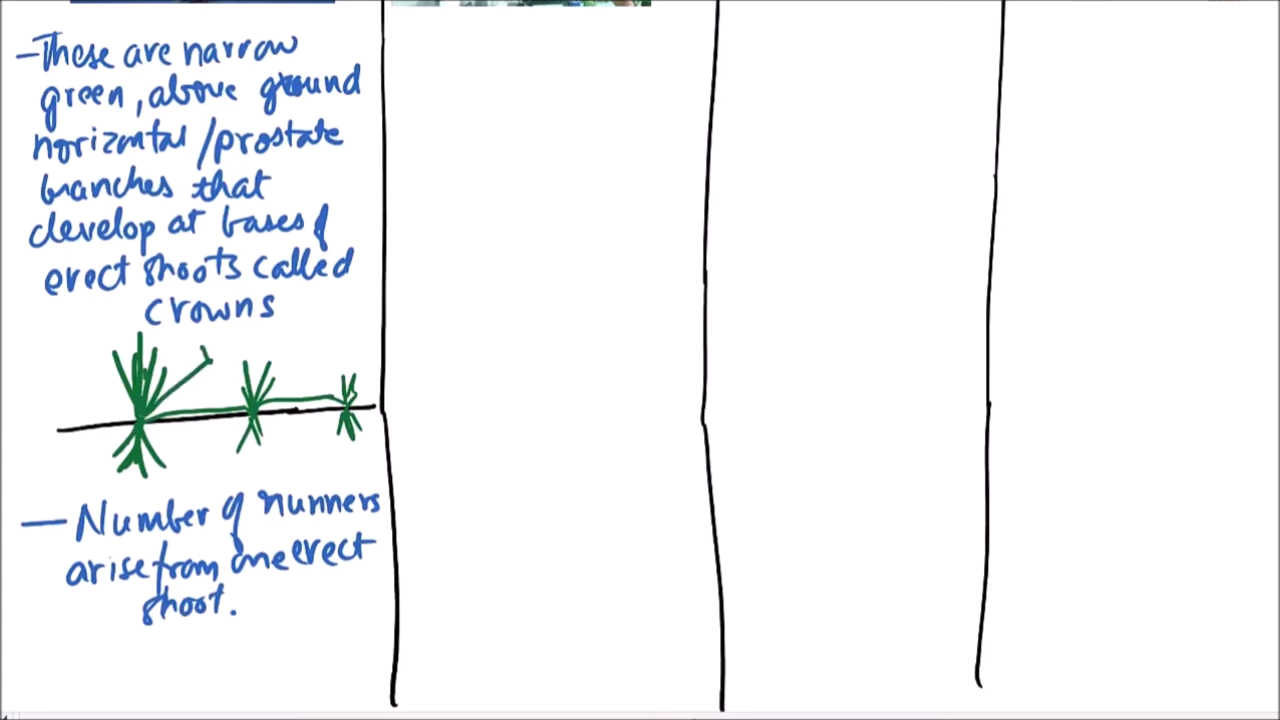 - These are narrow
green, above ground
horizontal / prostate
branches that
develop at bases of
erect shoots called
crowns
- Number of runners
arise from one erect
shoot.